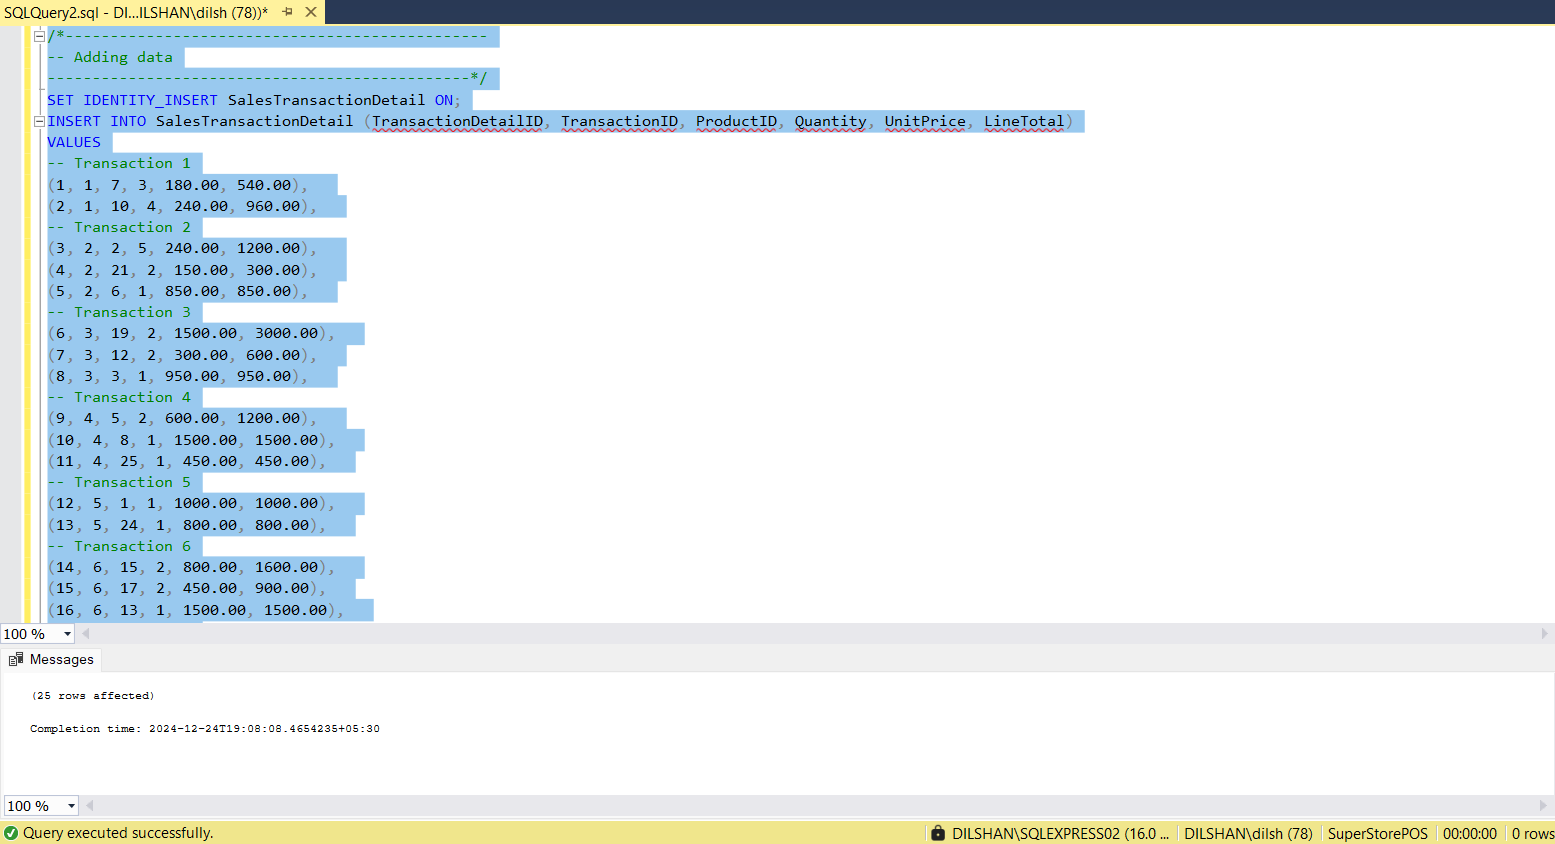 SQLQuery2.sql - DI...ILSHAN\dilsh (78))*
/*-----------------------------------------------
-- Adding data
-----------------------------------------------*/
SET IDENTITY_INSERT SalesTransactionDetail ON;
INSERT INTO SalesTransactionDetail (TransactionDetailID, TransactionID, ProductID, Quantity, UnitPrice, LineTotal)
VALUES
-- Transaction 1
(1, 1, 7, 3, 180.00, 540.00),
(2, 1, 10, 4, 240.00, 960.00),
-- Transaction 2
(3, 2, 2, 5, 240.00, 1200.00),
(4, 2, 21, 2, 150.00, 300.00),
(5, 2, 6, 1, 850.00, 850.00),
-- Transaction 3
(6, 3, 19, 2, 1500.00, 3000.00),
(7, 3, 12, 2, 300.00, 600.00),
(8, 3, 3, 1, 950.00, 950.00),
-- Transaction 4
(9, 4, 5, 2, 600.00, 1200.00),
(10, 4, 8, 1, 1500.00, 1500.00),
(11, 4, 25, 1, 450.00, 450.00),
-- Transaction 5
(12, 5, 1, 1, 1000.00, 1000.00),
(13, 5, 24, 1, 800.00, 800.00),
-- Transaction 6
(14, 6, 15, 2, 800.00, 1600.00),
(15, 6, 17, 2, 450.00, 900.00),
(16, 6, 13, 1, 1500.00, 1500.00),
100 %
Messages
(25 rows affected)
Completion time: 2024-12-24T19:08:08.4654235+05:30
100 %
Query executed successfully.
DILSHAN\SQLEXPRESS02 (16.0 ...
DILSHAN\dilsh (78)
SuperStorePOS
00:00:00
0 rows